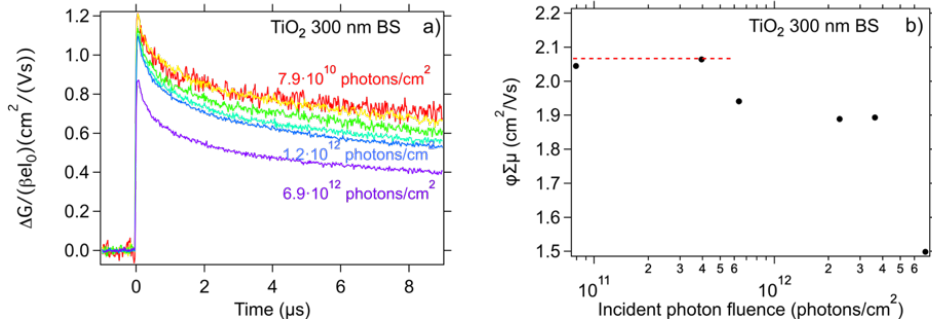 TiO2 300 nm BS a)
1.2
1.0
0.8
0.6
0.4
0.2
0.0
ΔG/(βeI0)(cm2/(Vs))
7.9·10^10 photons/cm2
1.2·10^12 photons/cm
6.9·10^12 photons/cm2
0 2 4 6 8
Time (μs)
TiO2 300 nm BS b)
2.2
2.1
2.0
1.9
1.8
1.7
1.6
1.5
φΣμ (cm2/Vs)
10^11 2 3 4 5 6 10^12 2 3 4 5 6
Incident photon fluence (photons/cm2)